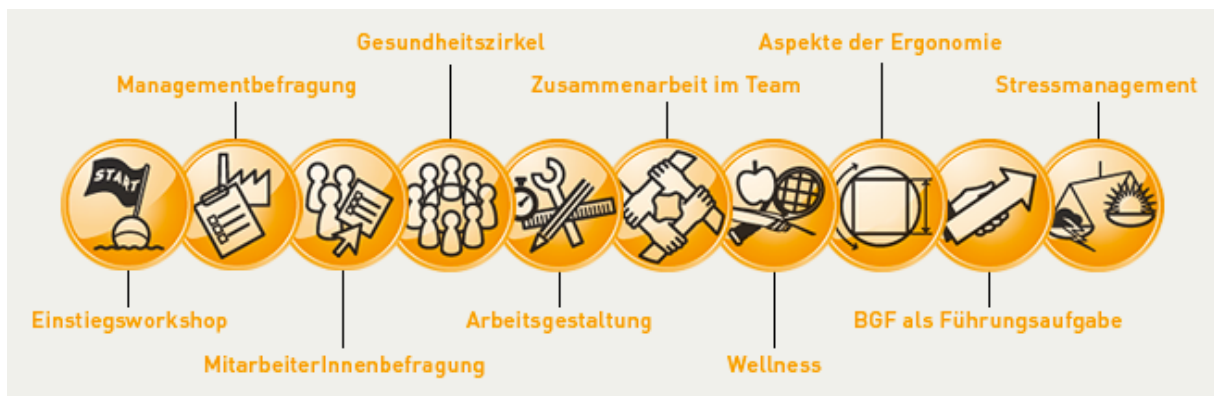 Gesundheitszirkel
Aspekte der Ergonomie
Managementbefragung
Zusammenarbeit im Team
Stressmanagement
START
Einstiegsworkshop
Arbeitsgestaltung
BGF als Führungsaufgabe
MitarbeiterInnenbefragung
Wellness